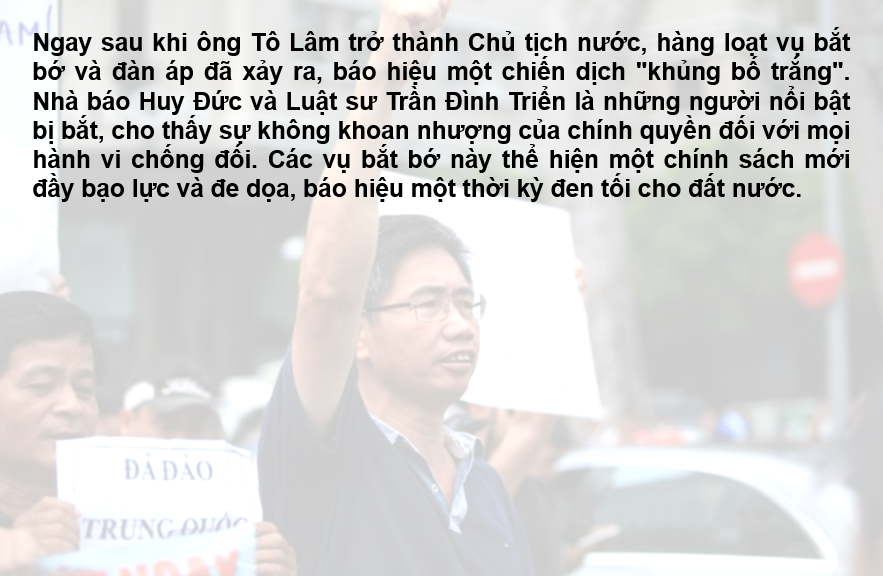 Ngay sau khi ông Tô Lâm trở thành Chủ tịch nước, hàng loạt vụ bắt
bớ và đàn áp đã xảy ra, báo hiệu một chiến dịch "khủng bố trắng".
Nhà báo Huy Đức và Luật sư Trần Đình Triển là những người nổi bật
bị bắt, cho thấy sự không khoan nhượng của chính quyền đối với mọi
hành vi chống đối. Các vụ bắt bớ này thể hiện một chính sách mới
đầy bạo lực và đe dọa, báo hiệu một thời kỳ đen tối cho đất nước.
ĐẢ ĐẢO
TRUNG QUỐC